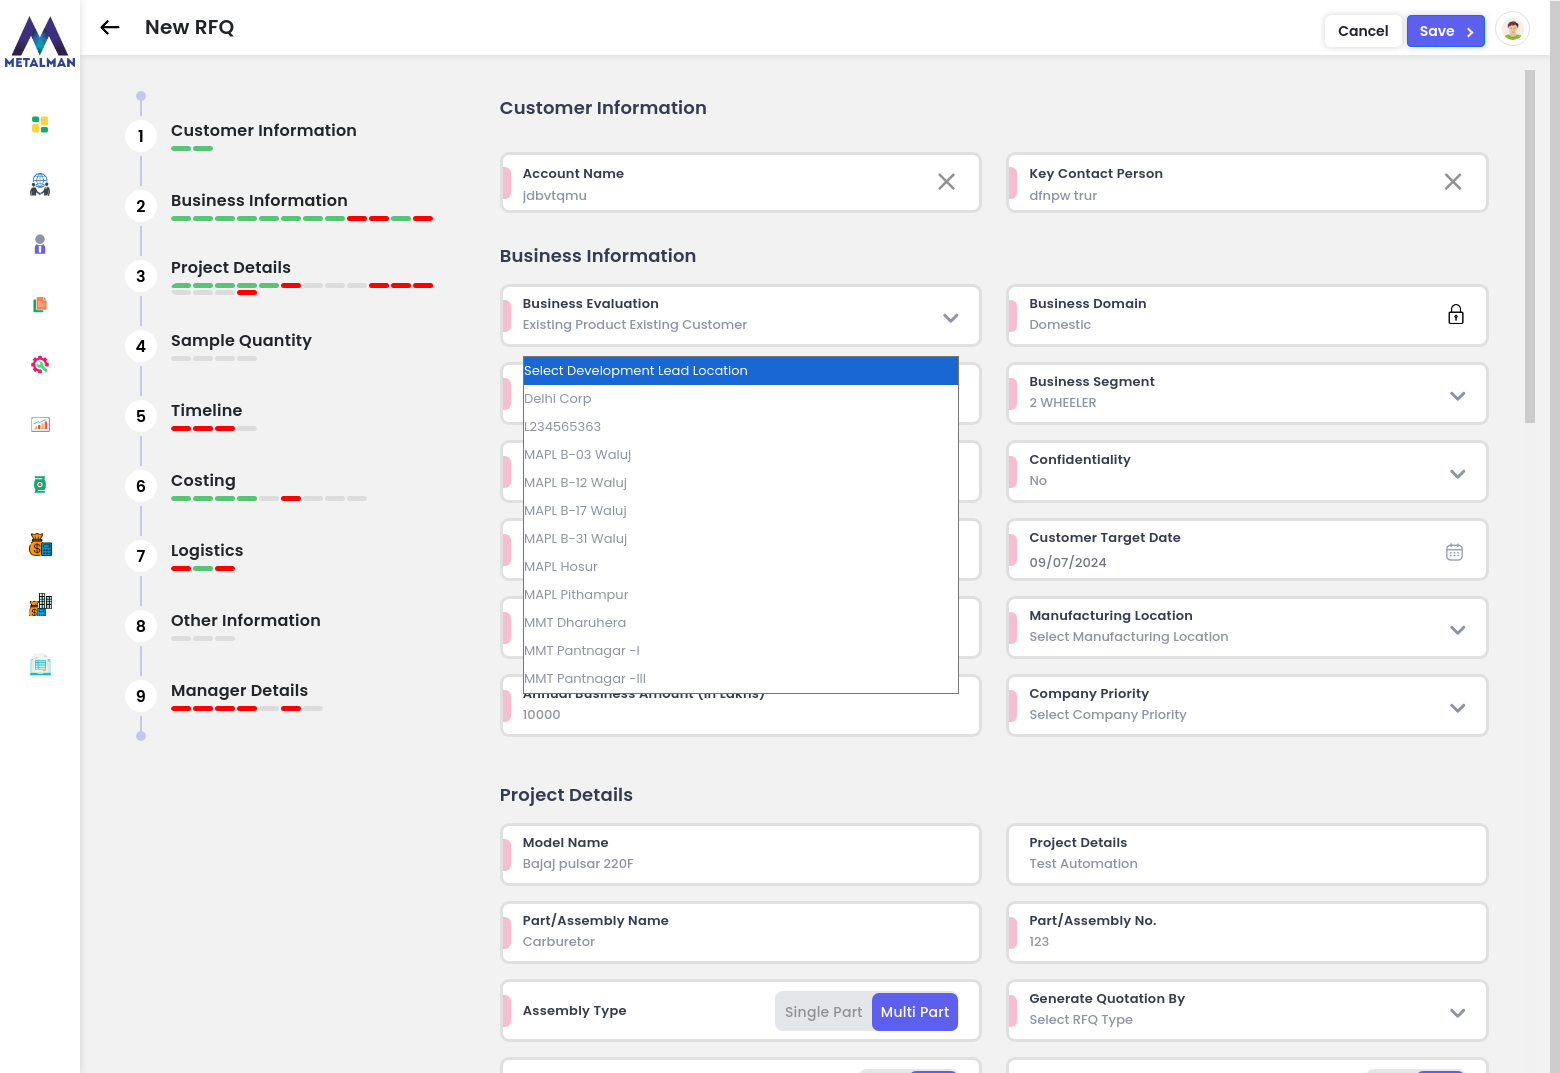 METALMAN
New RFQ
Cancel
Save
1
Customer Information
2
Business Information
3
Project Details
4
Sample Quantity
5
Timeline
6
Costing
7
Logistics
8
Other Information
9
Manager Details
Customer Information
Account Name
jdbvtqmu
Key Contact Person
dfnpw trur
Business Information
Business Evaluation
Existing Product Existing Customer
Business Domain
Domestic
Select Development Lead Location
Delhi Corp
L234565363
MAPL B-03 Waluj
MAPL B-12 Waluj
MAPL B-17 Waluj
MAPL B-31 Waluj
MAPL Hosur
MAPL Pithampur
MMT Dharuhera
MMT Pantnagar -I
MMT Pantnagar -III
Business Segment
2 WHEELER
Confidentiality
No
Customer Target Date
09/07/2024
Manufacturing Location
Select Manufacturing Location
Annual Business Amount (in Lakhs)
10000
Company Priority
Select Company Priority
Project Details
Model Name
Bajaj pulsar 220F
Project Details
Test Automation
Part/Assembly Name
Carburetor
Part/Assembly No.
123
Assembly Type
Single Part
Multi Part
Generate Quotation By
Select RFQ Type